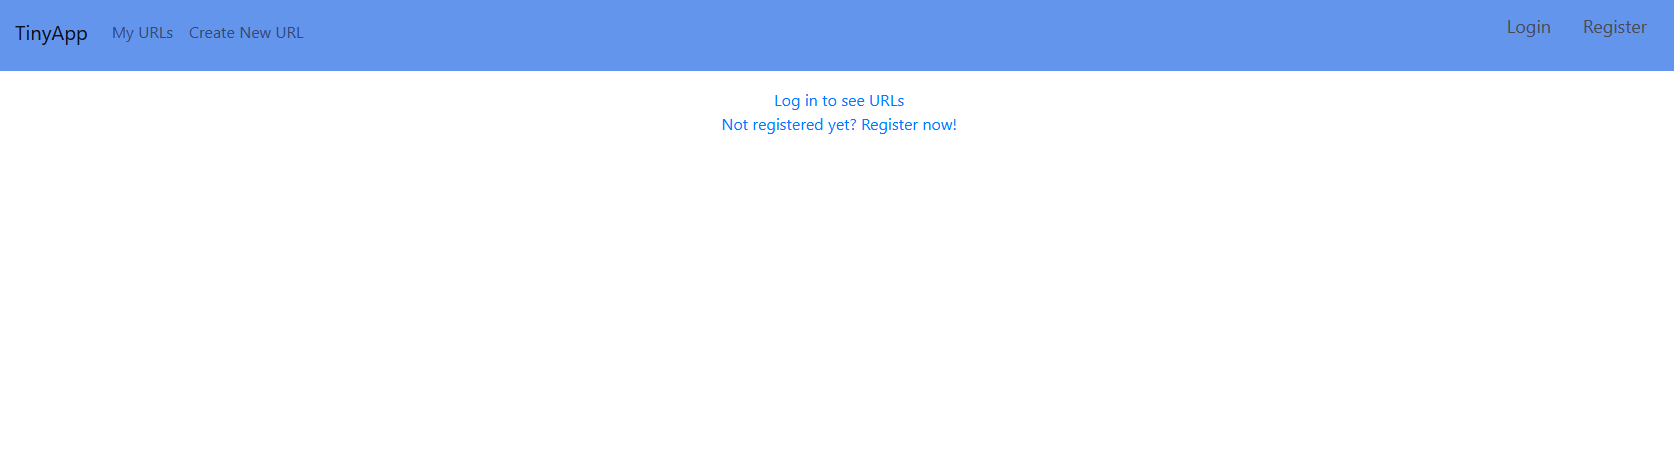 TinyApp My URLs Create New URL Login Register
Log in to see URLs
Not registered yet? Register now!